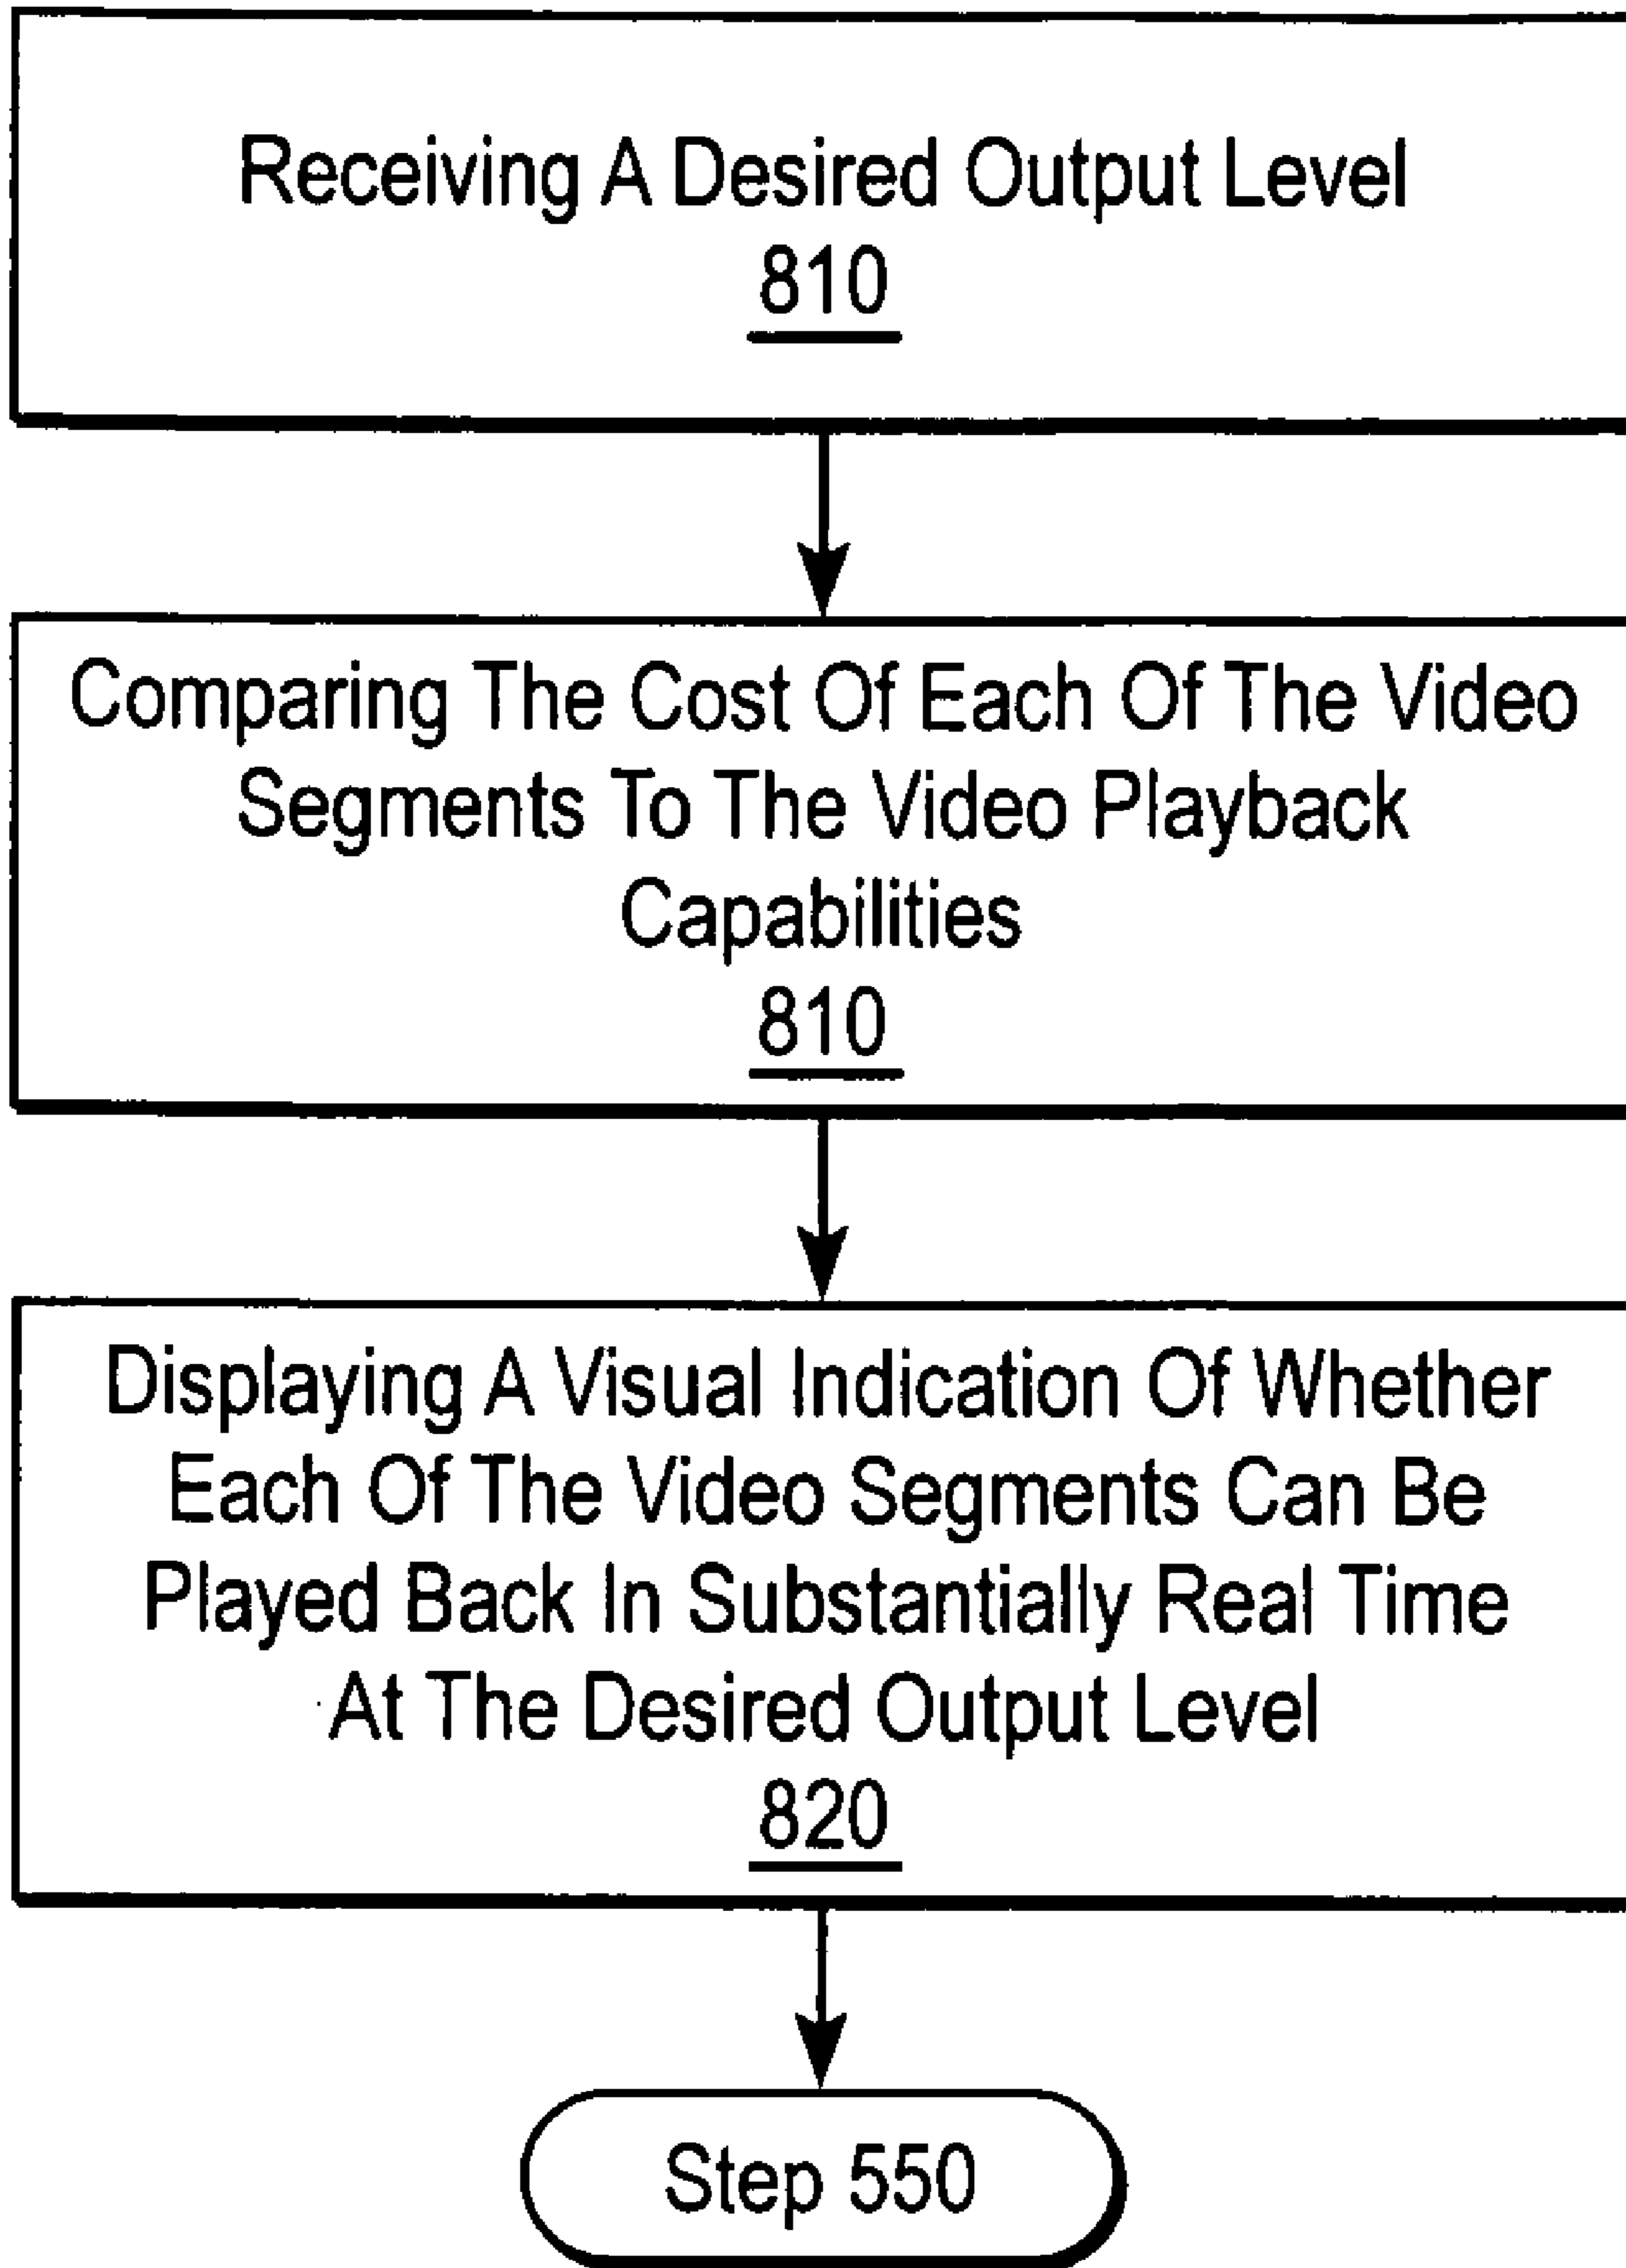 Receiving A Desired Output Level
810
Comparing The Cost Of Each Of The Video
Segments To The Video Playback
Capabilities
810
Displaying A Visual Indication Of Whether
Each Of The Video Segments Can Be
Played Back In Substantially Real Time
At The Desired Output Level
820
Step 550